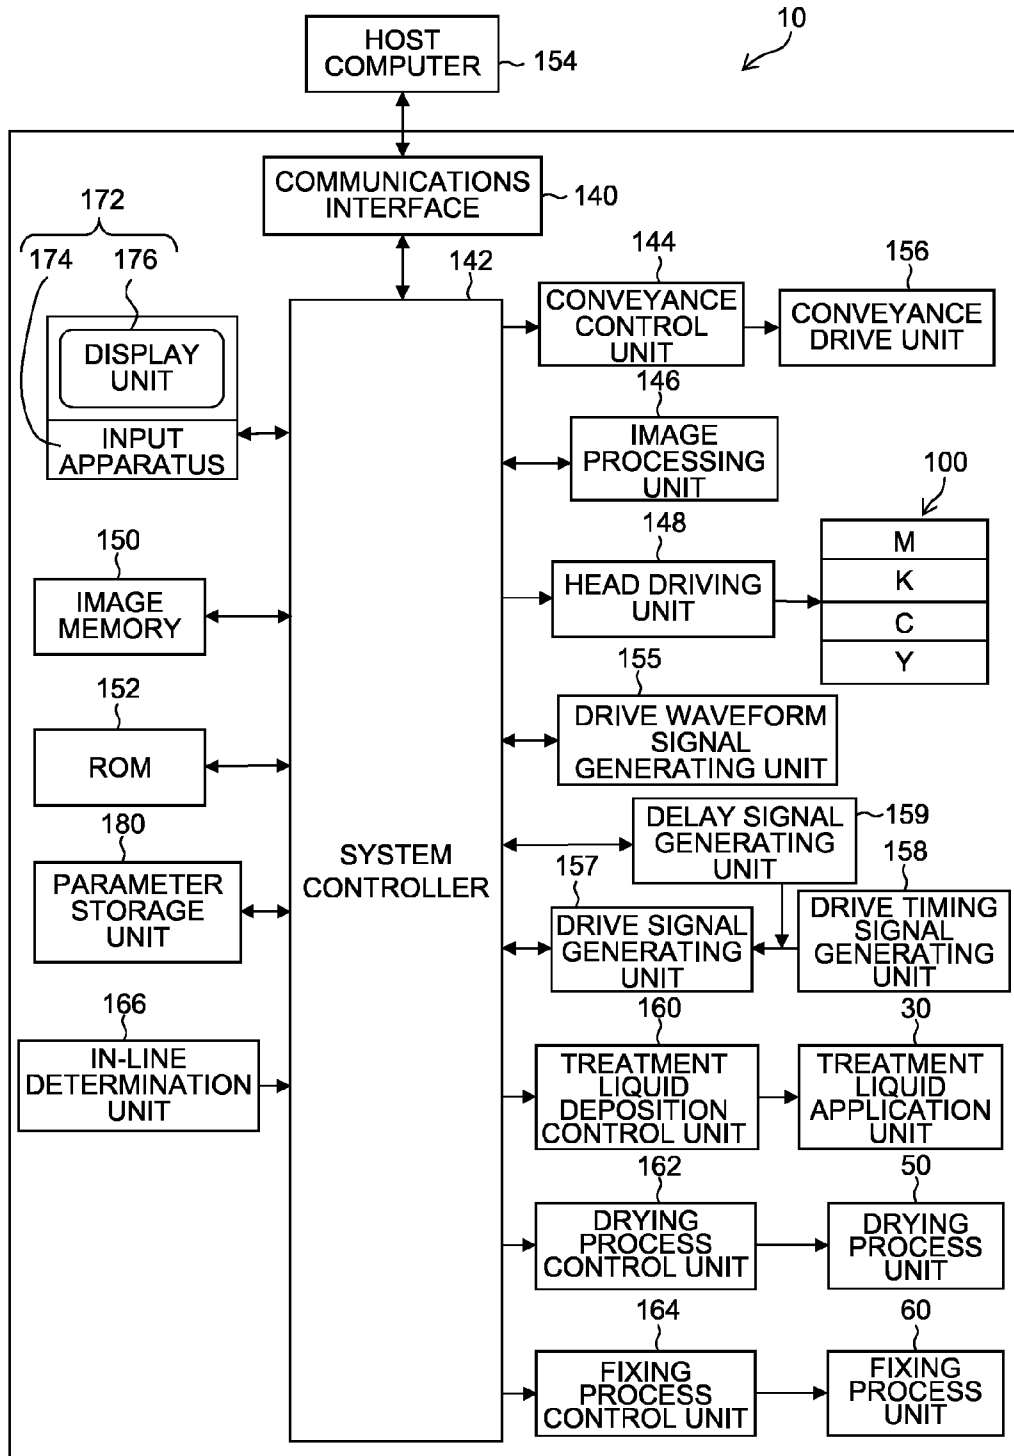 10
HOST
COMPUTER
154
COMMUNICATIONS
INTERFACE
140
172
174
176
142
144
156
DISPLAY
UNIT
INPUT
APPARATUS
CONVEYANCE
CONTROL
UNIT
CONVEYANCE
DRIVE UNIT
146
IMAGE
PROCESSING
UNIT
100
M
K
C
Y
150
IMAGE
MEMORY
148
HEAD DRIVING
UNIT
152
ROM
155
DRIVE WAVEFORM
SIGNAL
GENERATING UNIT
180
PARAMETER
STORAGE
UNIT
SYSTEM
CONTROLLER
DELAY SIGNAL
GENERATING
UNIT
159
157
DRIVE SIGNAL
GENERATING
UNIT
158
DRIVE TIMING
SIGNAL
GENERATING
UNIT
166
IN-LINE
DETERMINATION
UNIT
160
TREATMENT
LIQUID
DEPOSITION
CONTROL UNIT
30
TREATMENT
LIQUID
APPLICATION
UNIT
162
DRYING
PROCESS
CONTROL UNIT
50
DRYING
PROCESS
UNIT
164
FIXING
PROCESS
CONTROL UNIT
60
FIXING
PROCESS
UNIT